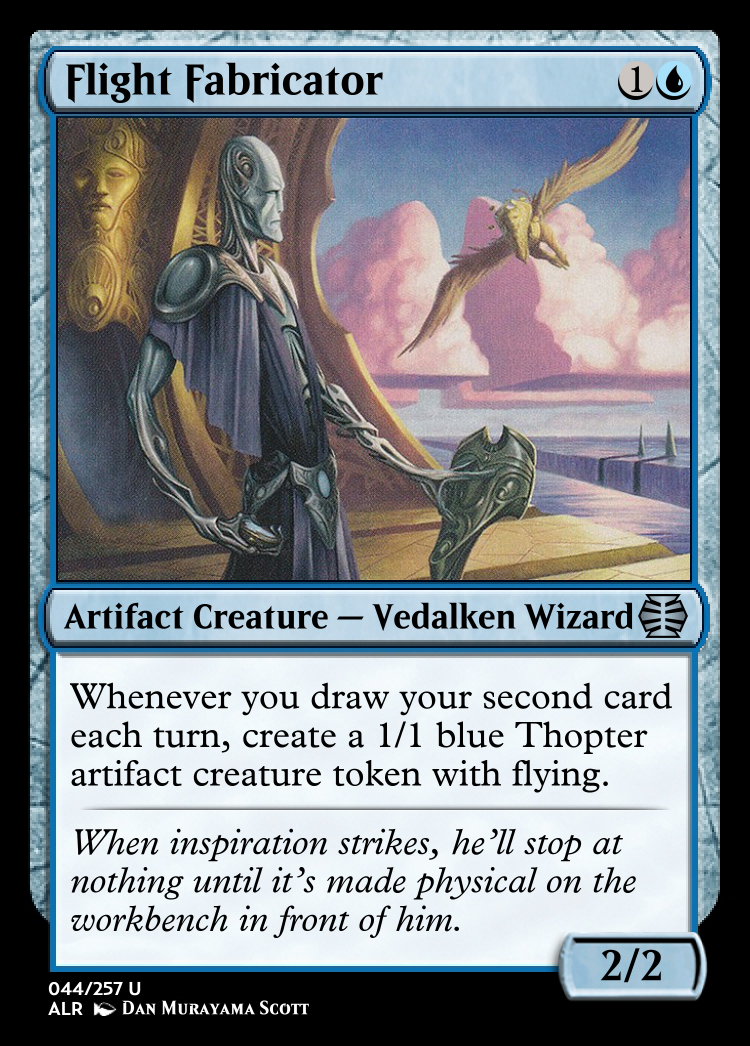 Flight Fabricator
1
Artifact Creature — Vedalken Wizard
Whenever you draw your second card
each turn, create a 1/1 blue Thopter
artifact creature token with flying.
When inspiration strikes, he'll stop at
nothing until it's made physical on the
workbench in front of him.
2/2
044/257 U
ALR Dan Murayama Scott